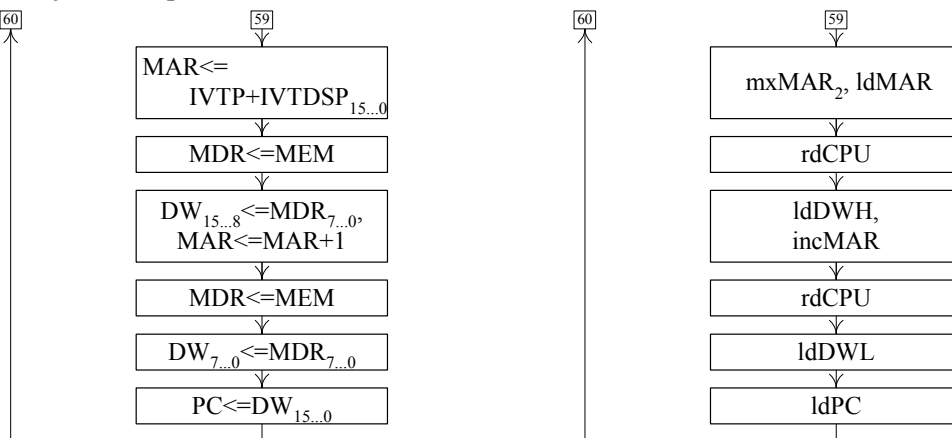 60
59
MAR<=
IVTP+IVTDSP15...0
MDR<=MEM
DW15...8<=MDR7...0,
MAR<=MAR+1
MDR<=MEM
DW7...0<=MDR7...0
PC<=DW15...0
60
59
mxMAR2, ldMAR
rdCPU
ldDWH,
incMAR
rdCPU
ldDWL
ldPC